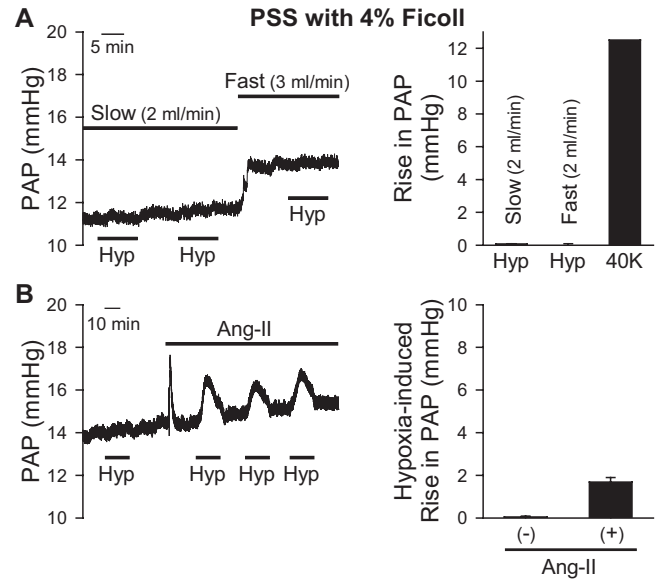 PSS with 4% Ficoll
A
20
18
16
14
12
10
PAP (mmHg)
5 min
Slow (2 ml/min)
Fast (3 ml/min)
Hyp
Hyp
Hyp
12
10
8
6
4
2
0
Rise in PAP
(mmHg)
Slow (2 ml/min)
Fast (2 ml/min)
Hyp
Hyp
40K
B
20
18
16
14
12
10
PAP (mmHg)
10 min
Ang-II
Hyp
Hyp
Hyp
Hyp
10
8
6
4
2
0
Hypoxia-induced
Rise in PAP (mmHg)
(-)
(+)
Ang-II